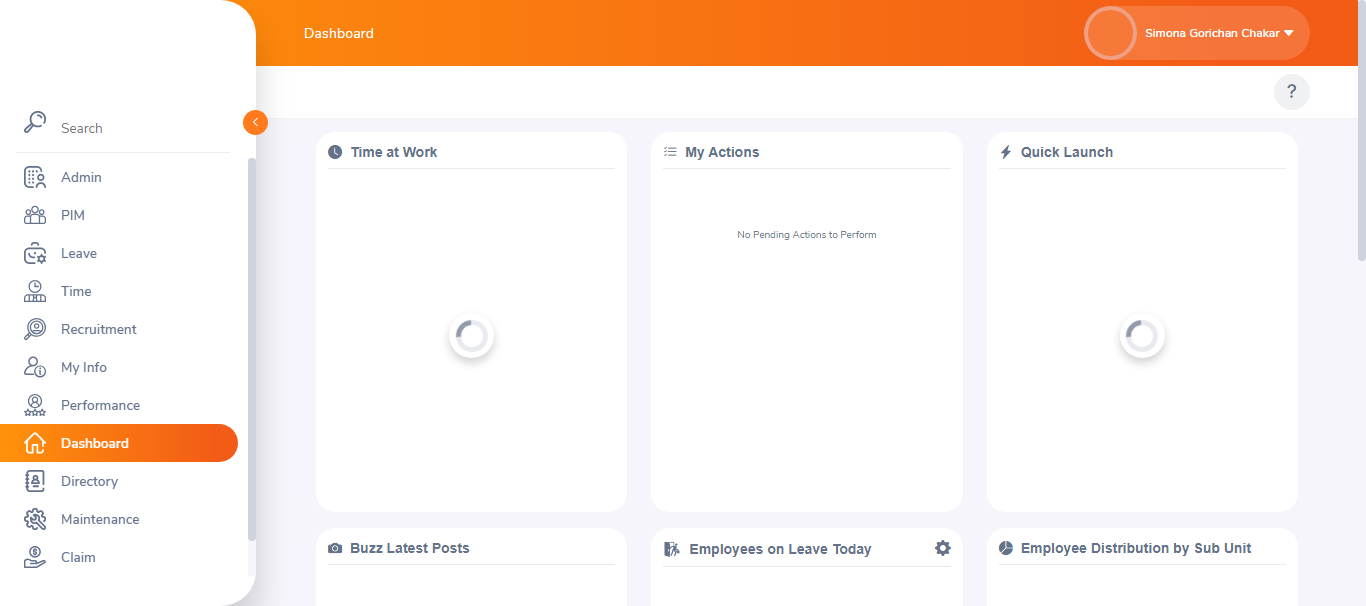 Dashboard
Simona Gorichan Chakar
?
Search
Admin
PIM
Leave
Time
Recruitment
My Info
Performance
Dashboard
Directory
Maintenance
Claim
Time at Work
My Actions
Quick Launch
No Pending Actions to Perform
Buzz Latest Posts
Employees on Leave Today
Employee Distribution by Sub Unit